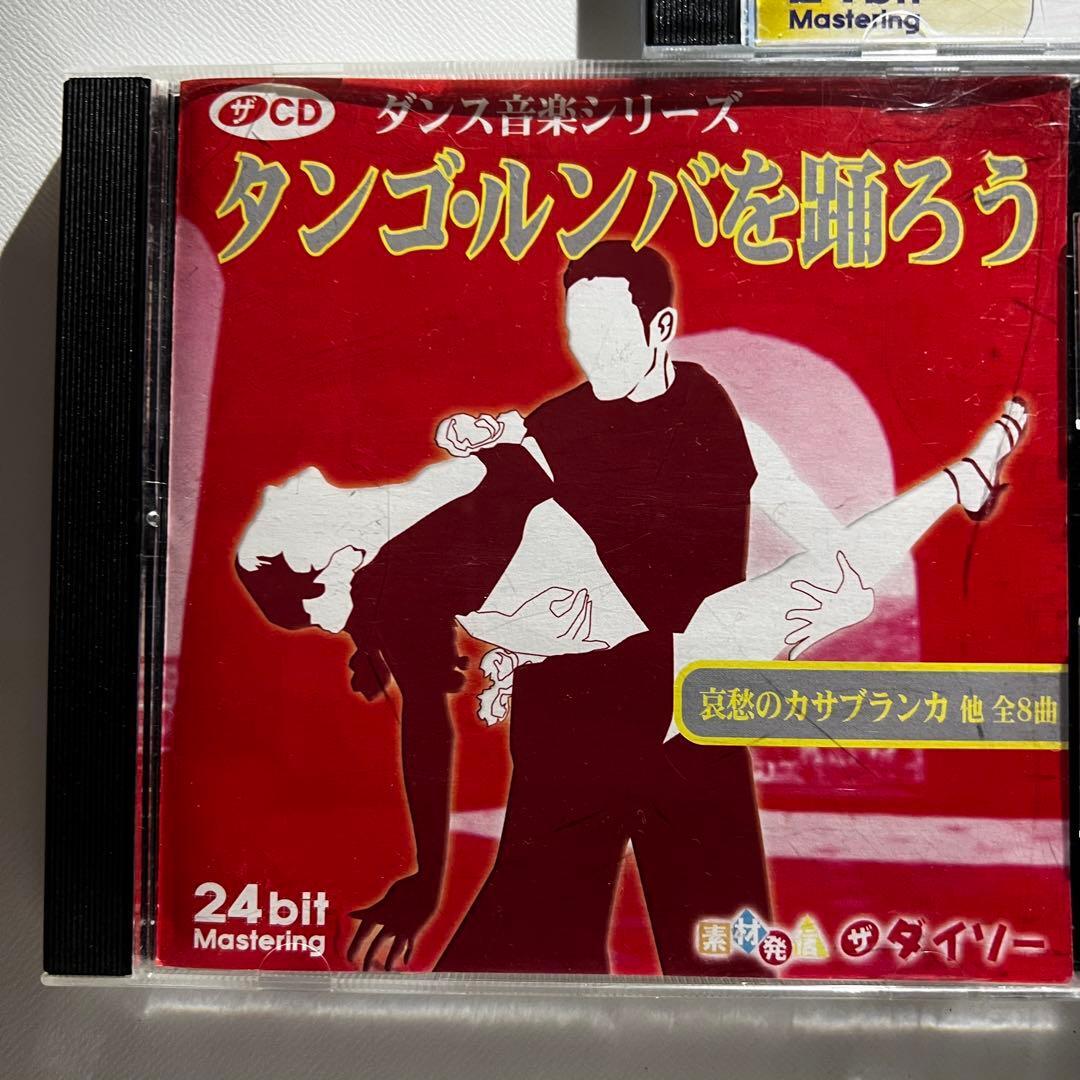 Mastering
ザCD
ダンス音楽シリーズ
タンゴ・ルンバを踊ろう
哀愁のカサブランカ 他 全8曲
24bit
Mastering
素材発信 ザ ダイソー